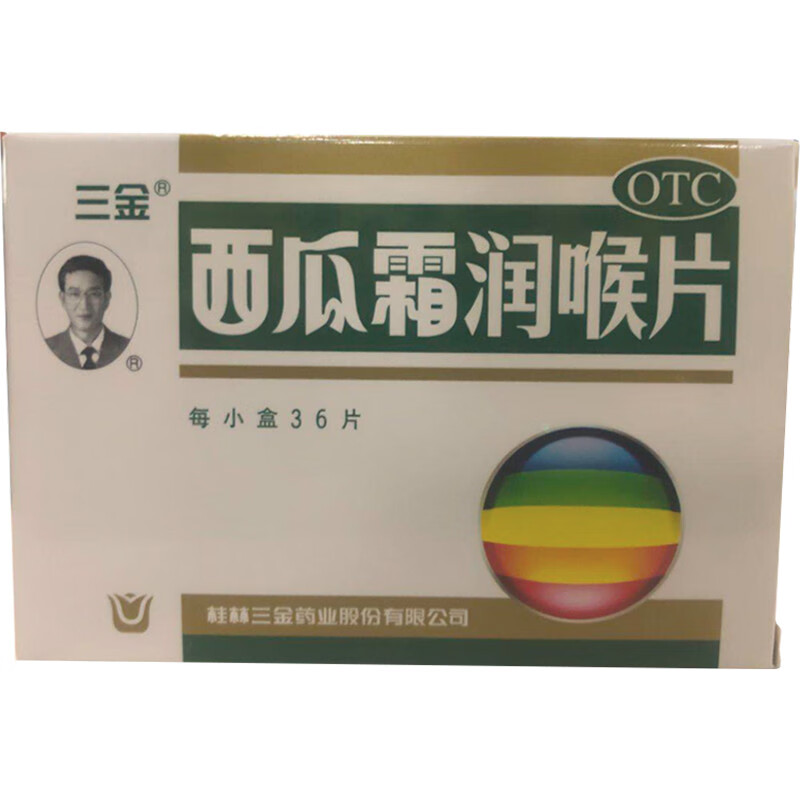 三金®
OTC
西瓜霜润喉片
®
每小盒36片
桂林三金药业股份有限公司